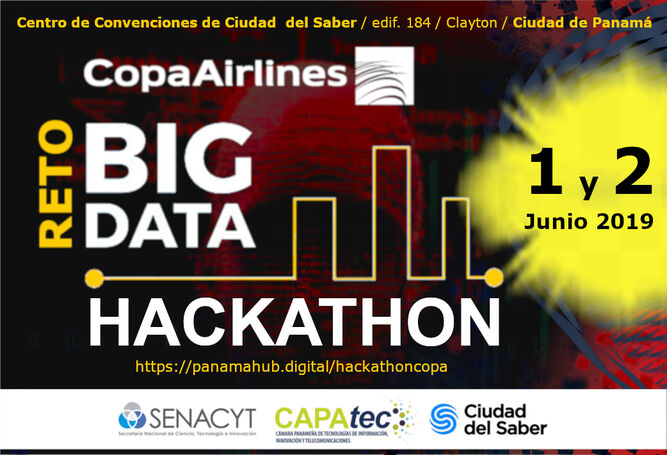 Centro de Convenciones de Ciudad del Saber / edif. 184 / Clayton / Ciudad de Panamá
CopaAirlines
RETO
BIG
DATA
1 y 2
Junio 2019
HACKATHON
https://panamahub.digital/hackathoncopa
SENACYT
Secretaría Nacional de Ciencia, Tecnología e Innovación
CAPAtec
CÁMARA PANAMEÑA DE TECNOLOGÍAS DE INFORMACIÓN,
INNOVACIÓN Y TELECOMUNICACIONES
Ciudad
del Saber